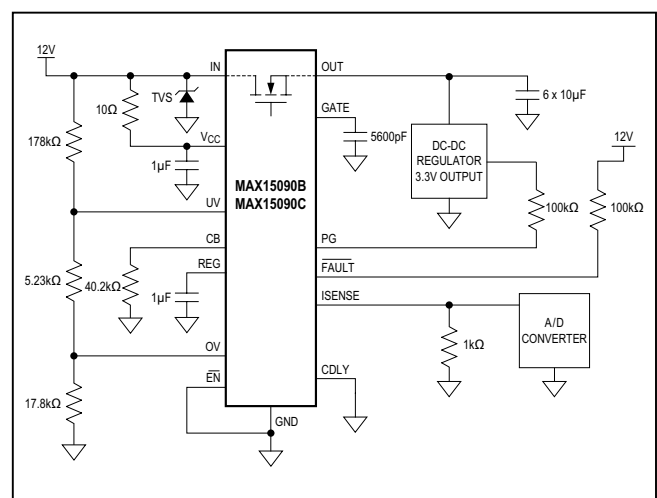 12V
IN
OUT
10Ω
TVS
GATE
6 x 10µF
178kΩ
VCC
5600pF
12V
1µF
DC-DC
REGULATOR
3.3V OUTPUT
MAX15090B
MAX15090C
UV
100kΩ
100kΩ
CB
PG
REG
FAULT
5.23kΩ
40.2kΩ
1µF
ISENSE
A/D
CONVERTER
1kΩ
OV
CDLY
EN
17.8kΩ
GND